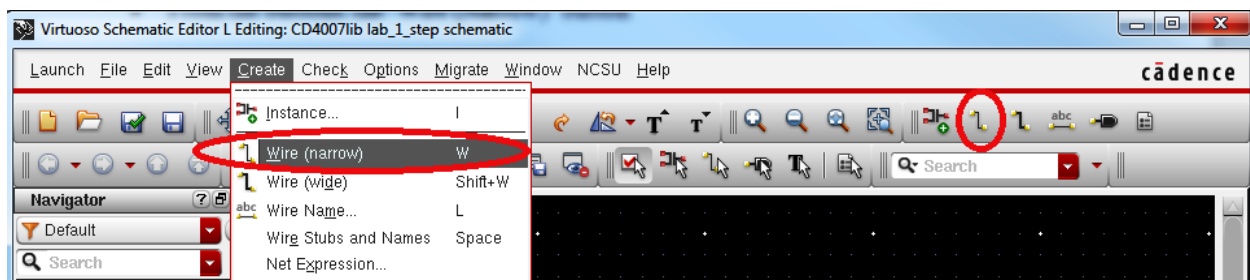 Virtuoso Schematic Editor L Editing: CD4007lib lab_1_step schematic
Launch File Edit View Create Check Options Migrate Window NCSU Help
cādence
Instance... I
abc
Wire (narrow) W
Search
Wire (wide) Shift+W
Navigator
abc Wire Name... L
Default
Wire Stubs and Names Space
Search
Net Expression...